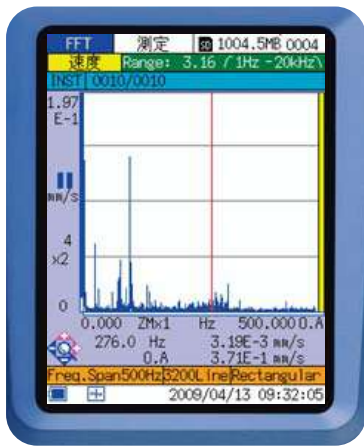 FFT 測定 SD 1004.5MB 0004
速度 Range: 3.16 / 1Hz -20kHz\
INST 0010/0010
1.97
E-1
mm/s
4
x2
0
0.000 ZMx1 Hz 500.000 O.A
276.0 Hz 3.19E-3 mm/s
O.A 3.71E-1 mm/s
Freq.Span500Hz 3200Line Rectangular
2009/04/13 09:32:05